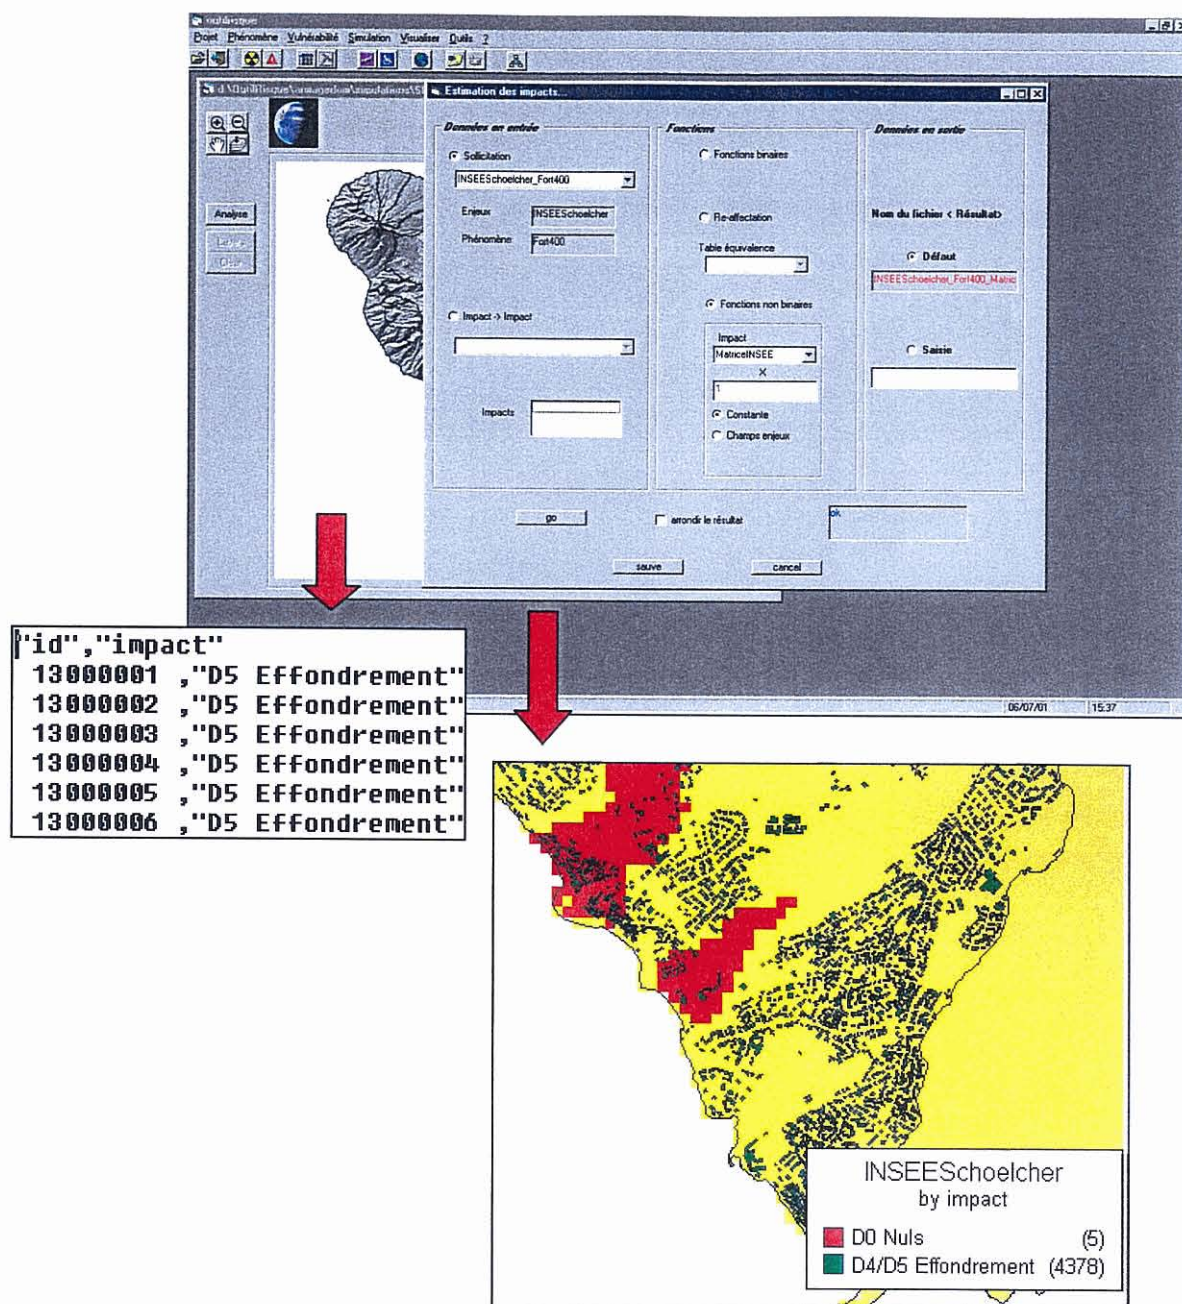 outilrisque
Projet Phénomène Vulnérabilité Simulation Visualiser Outils ?
Estimation des impacts...
Données en entrée
Sollicitation
INSEESchoelcher_Fort400
Enjeux INSEESchoelcher
Phénomène Fort400
Impact -> Impact
Impacts
Fonctions
Fonctions binaires
Re-affectation
Table équivalence
Fonctions non binaires
Impact
MatriceINSEE
X
1
Constante
Champs enjeux
Données en sortie
Nom du fichier < Résultat>
Défaut
INSEESchoelcher_Fort400_Matric
Saisie
Analyse
go
arrondir le résultat
ok
sauve
cancel
06/07/01 15:37
"id","impact"
13000001 ,"D5 Effondrement"
13000002 ,"D5 Effondrement"
13000003 ,"D5 Effondrement"
13000004 ,"D5 Effondrement"
13000005 ,"D5 Effondrement"
13000006 ,"D5 Effondrement"
INSEESchoelcher
by impact
D0 Nuls (5)
D4/D5 Effondrement (4378)